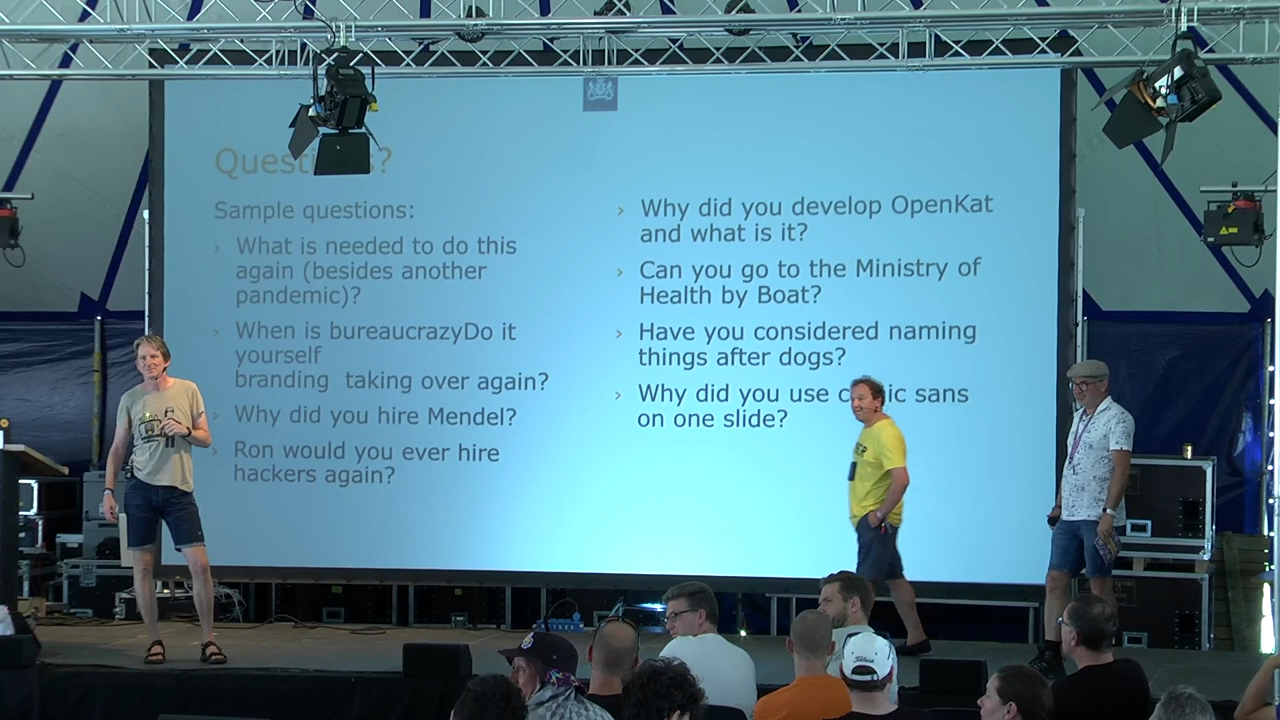 Questions?
Sample questions:
› What is needed to do this
again (besides another
pandemic)?
› When is bureaucrazyDo it
yourself
branding taking over again?
› Why did you hire Mendel?
› Ron would you ever hire
hackers again?
› Why did you develop OpenKat
and what is it?
› Can you go to the Ministry of
Health by Boat?
› Have you considered naming
things after dogs?
› Why did you use comic sans
on one slide?
Titleist